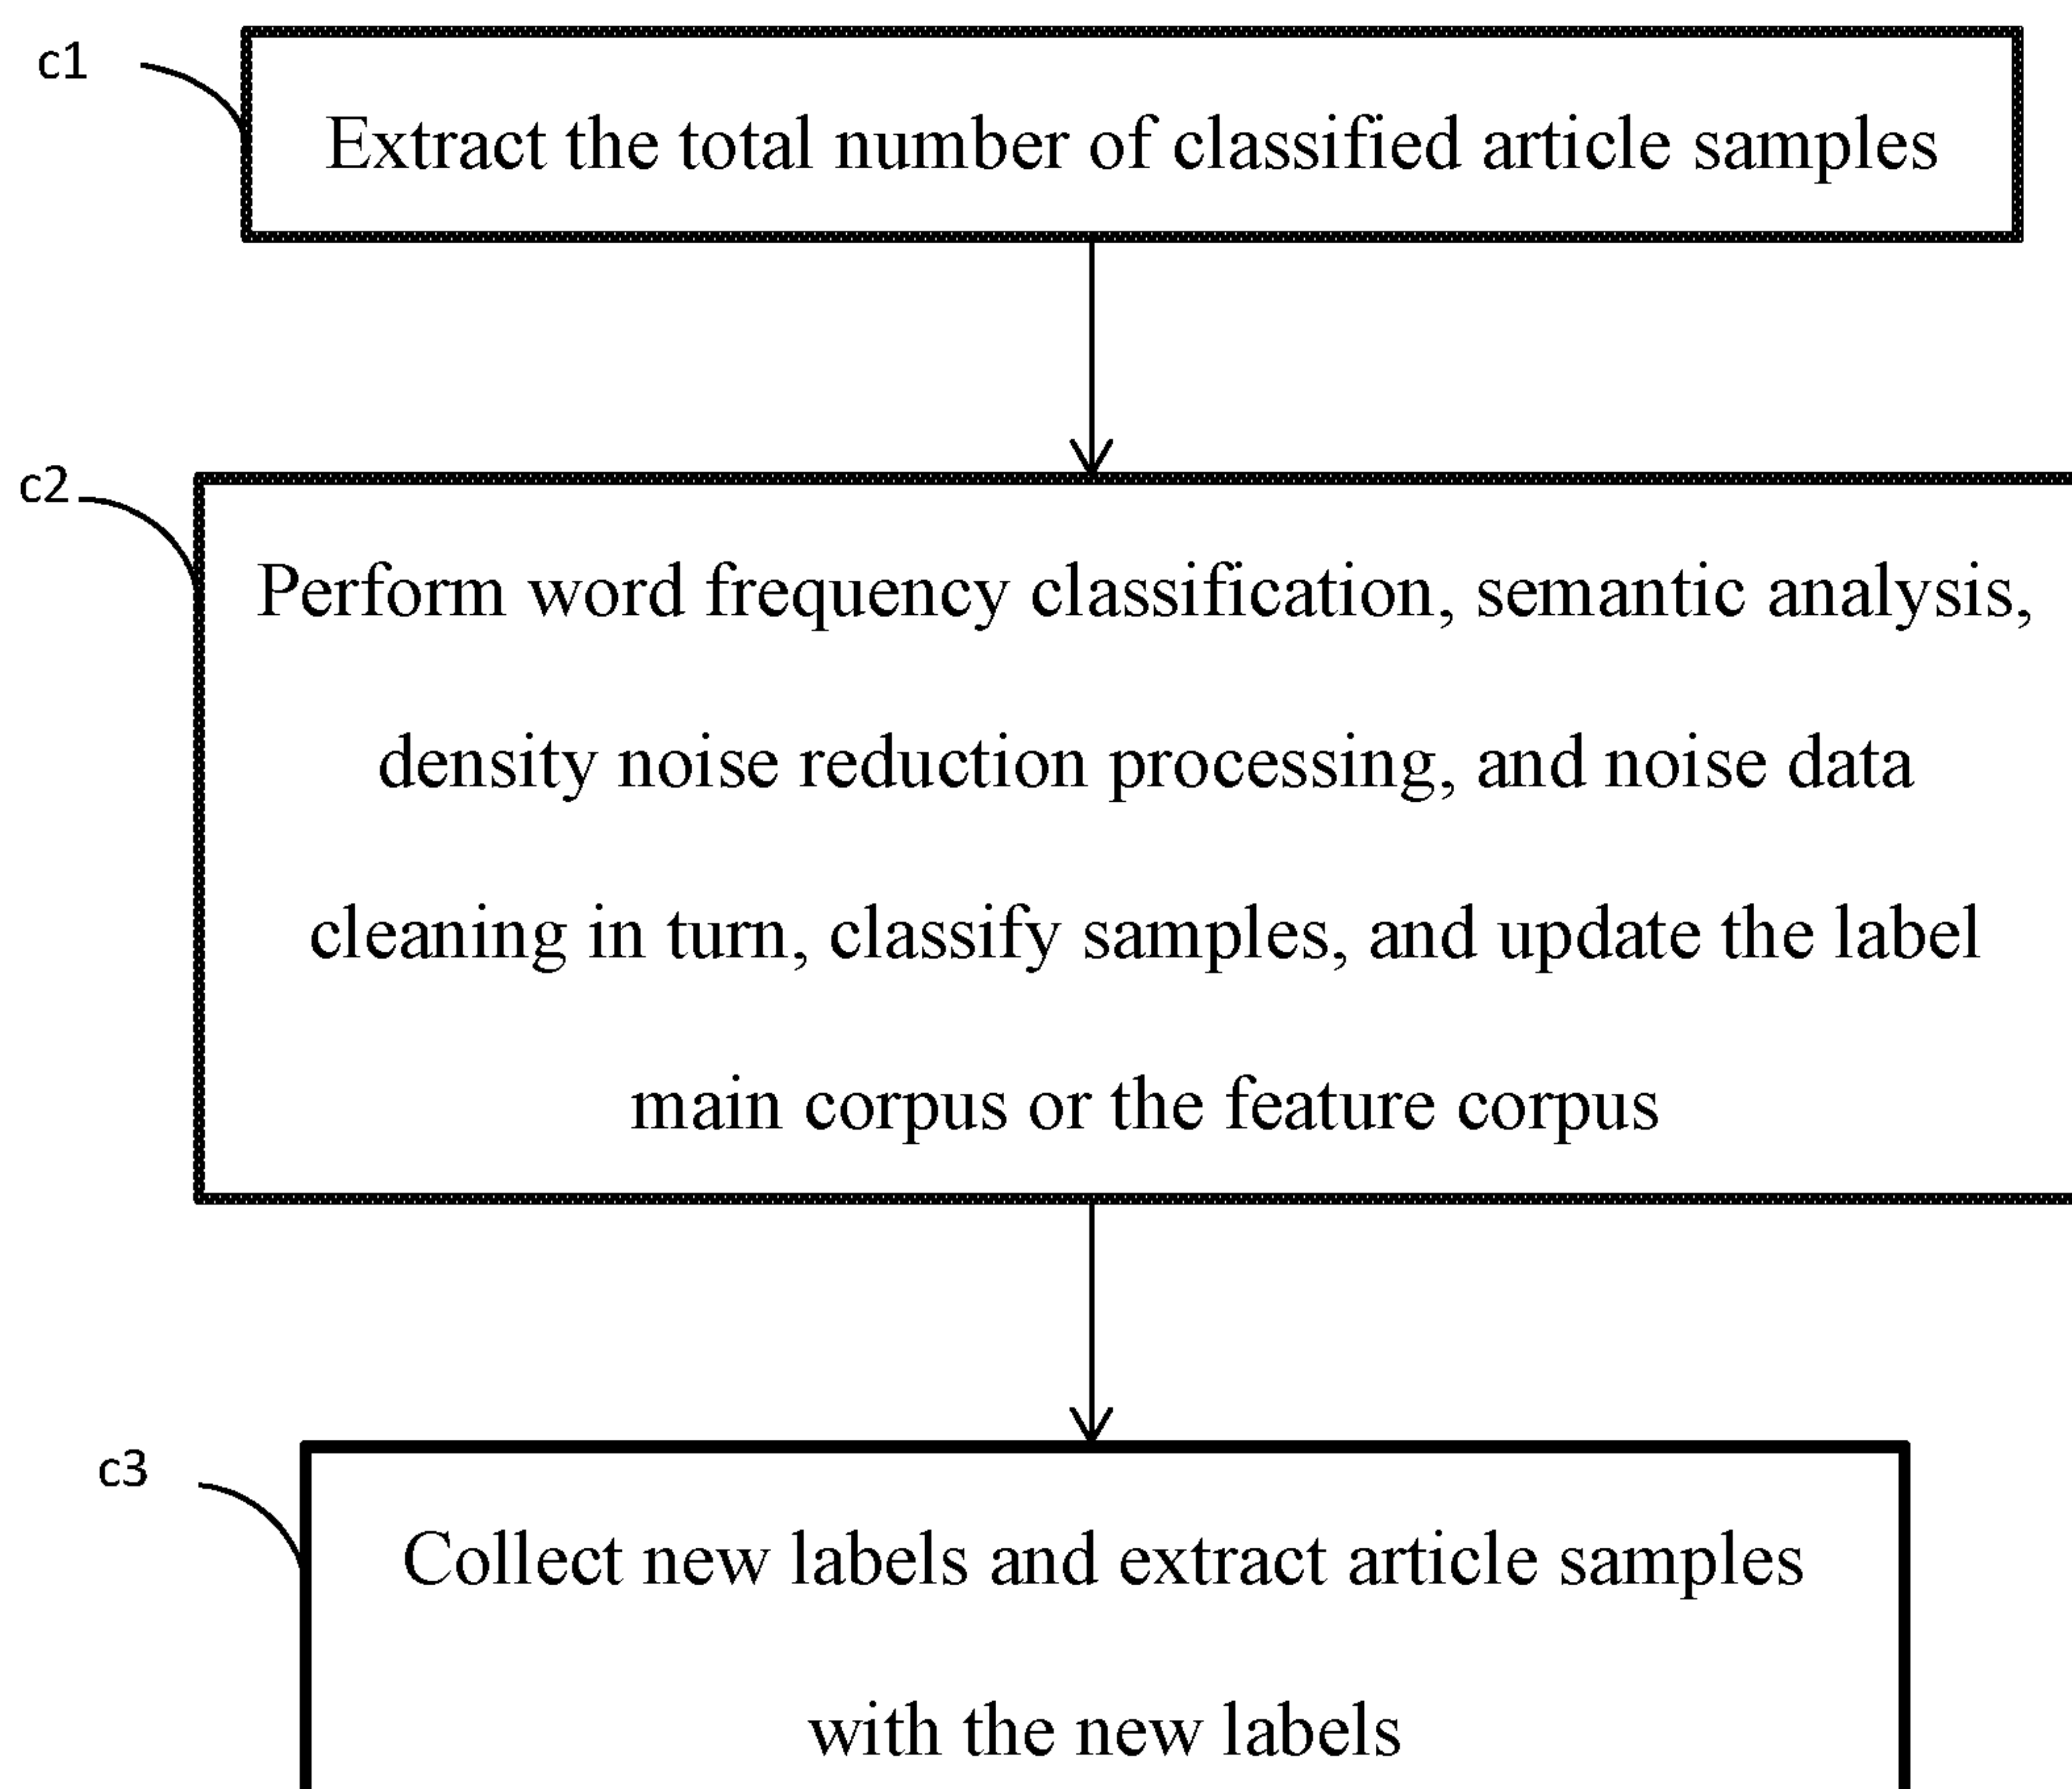 c1
Extract the total number of classified article samples
c2
Perform word frequency classification, semantic analysis,
density noise reduction processing, and noise data
cleaning in turn, classify samples, and update the label
main corpus or the feature corpus
c3
Collect new labels and extract article samples
with the new labels